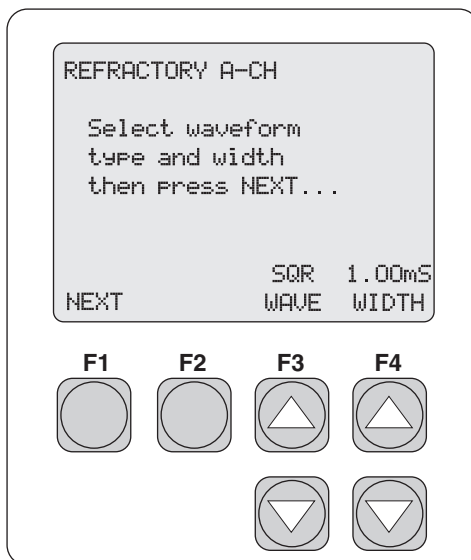 REFRACTORY A-CH
Select waveform
type and width
then press NEXT...
SQR 1.00mS
NEXT WAVE WIDTH
F1 F2 F3 F4